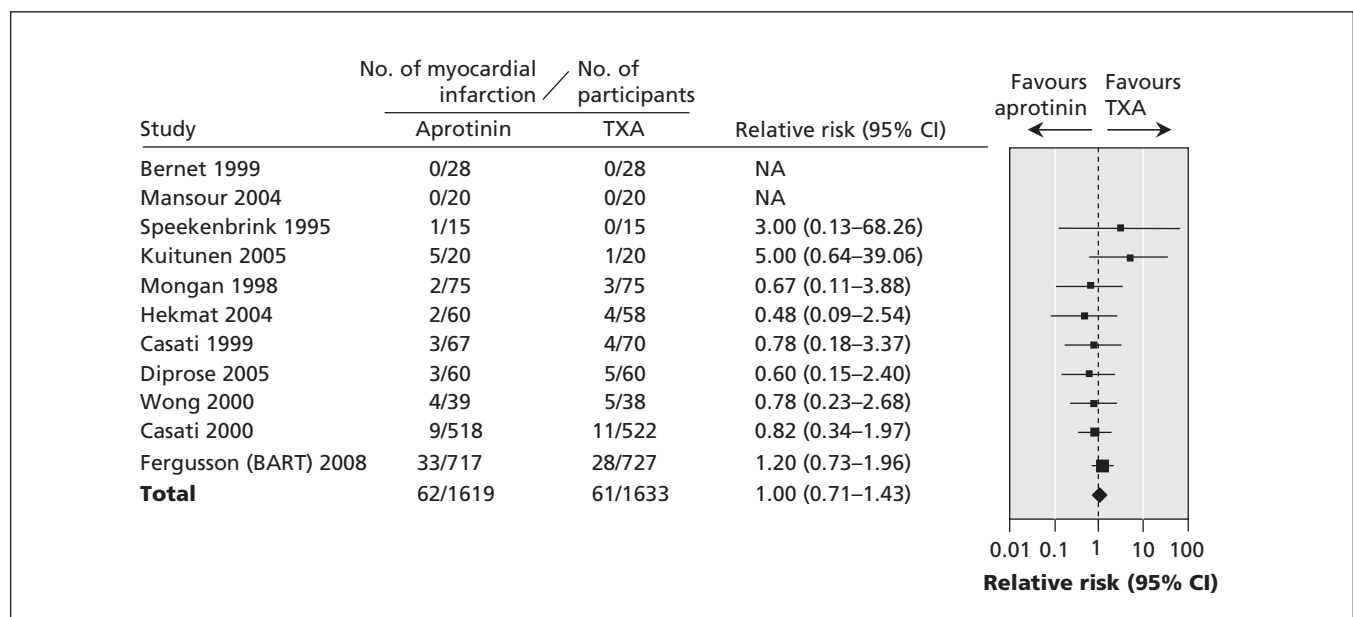 No. of myocardial infarction / No. of participants
Favours aprotinin Favours TXA
Study Aprotinin TXA Relative risk (95% CI)
Bernet 1999 0/28 0/28 NA
Mansour 2004 0/20 0/20 NA
Speekenbrink 1995 1/15 0/15 3.00 (0.13–68.26)
Kuitunen 2005 5/20 1/20 5.00 (0.64–39.06)
Mongan 1998 2/75 3/75 0.67 (0.11–3.88)
Hekmat 2004 2/60 4/58 0.48 (0.09–2.54)
Casati 1999 3/67 4/70 0.78 (0.18–3.37)
Diprose 2005 3/60 5/60 0.60 (0.15–2.40)
Wong 2000 4/39 5/38 0.78 (0.23–2.68)
Casati 2000 9/518 11/522 0.82 (0.34–1.97)
Fergusson (BART) 2008 33/717 28/727 1.20 (0.73–1.96)
Total 62/1619 61/1633 1.00 (0.71–1.43)
0.01 0.1 1 10 100
Relative risk (95% CI)